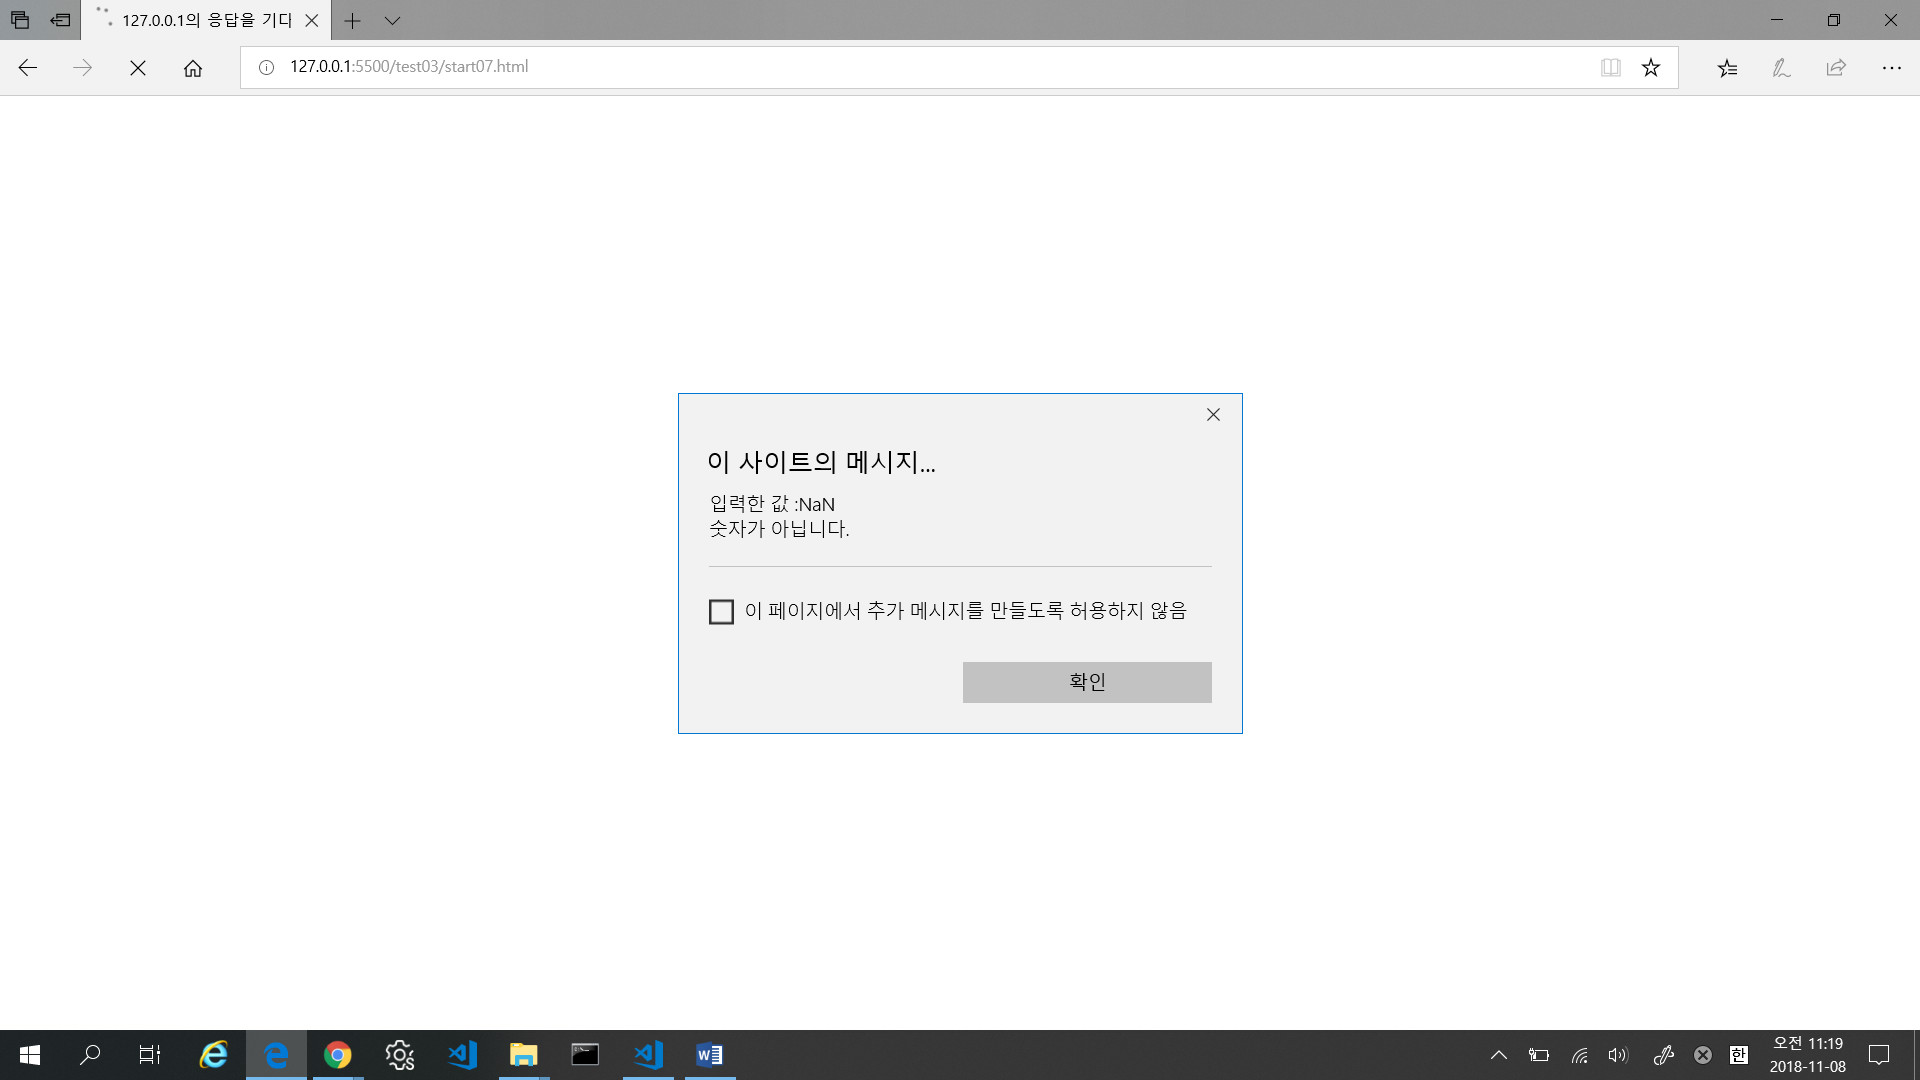 127.0.0.1의 응답을 기다
127.0.0.1:5500/test03/start07.html
이 사이트의 메시지...
입력한 값 :NaN
숫자가 아닙니다.
이 페이지에서 추가 메시지를 만들도록 허용하지 않음
확인
한
오전 11:19
2018-11-08